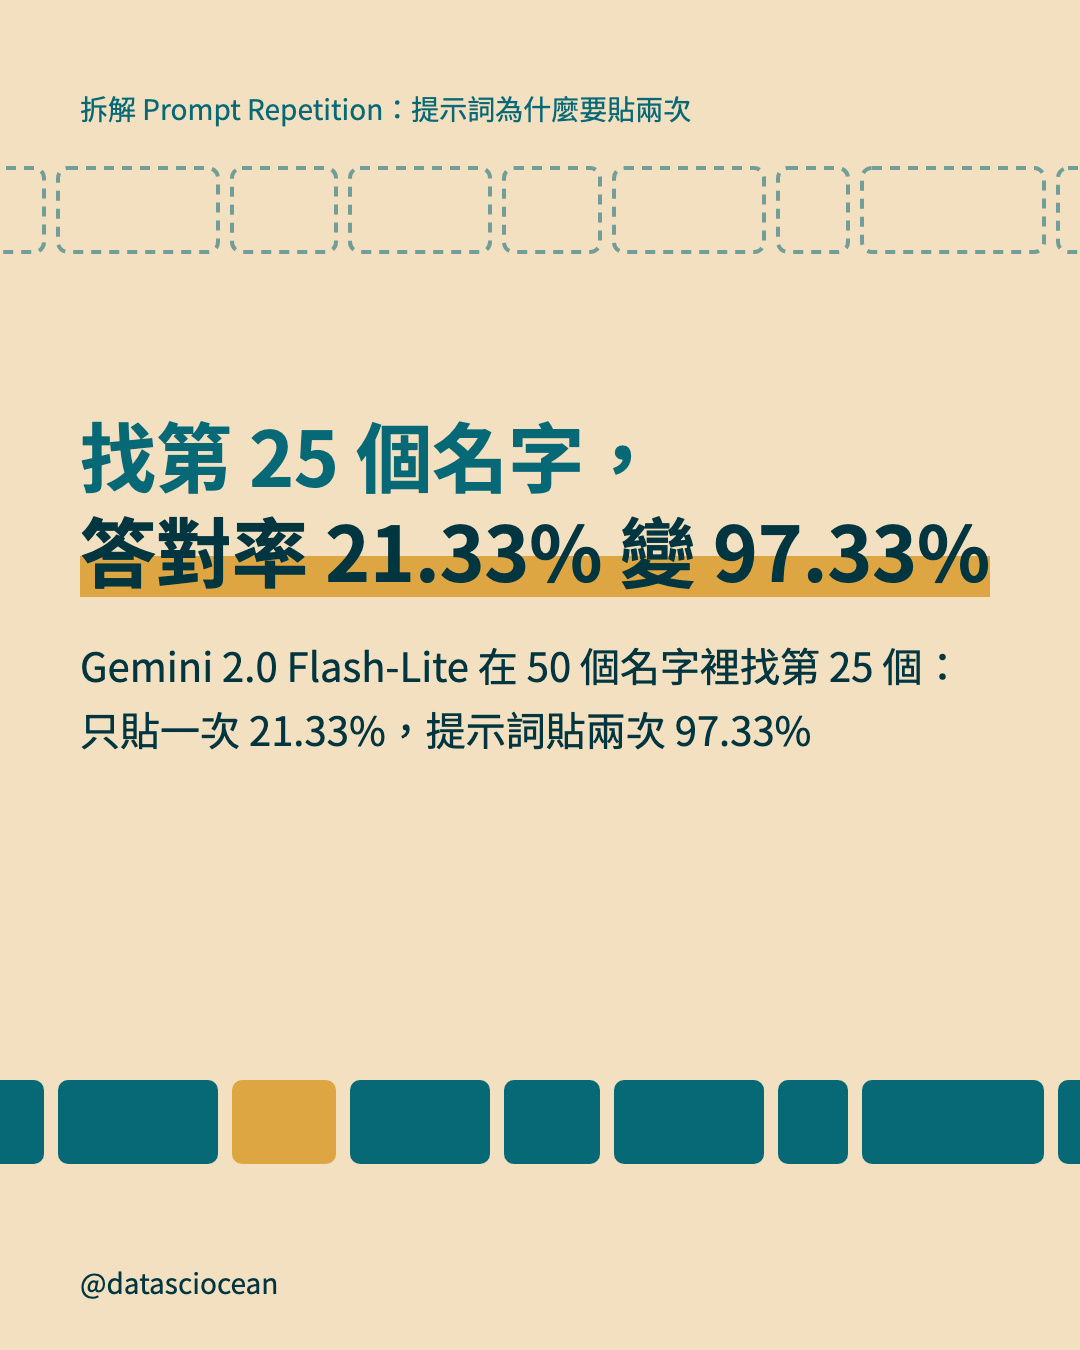 拆解 Prompt Repetition：提示詞為什麼要貼兩次
找第 25 個名字，
答對率 21.33% 變 97.33%
Gemini 2.0 Flash-Lite 在 50 個名字裡找第 25 個：
只貼一次 21.33%，提示詞貼兩次 97.33%
@datasciocean